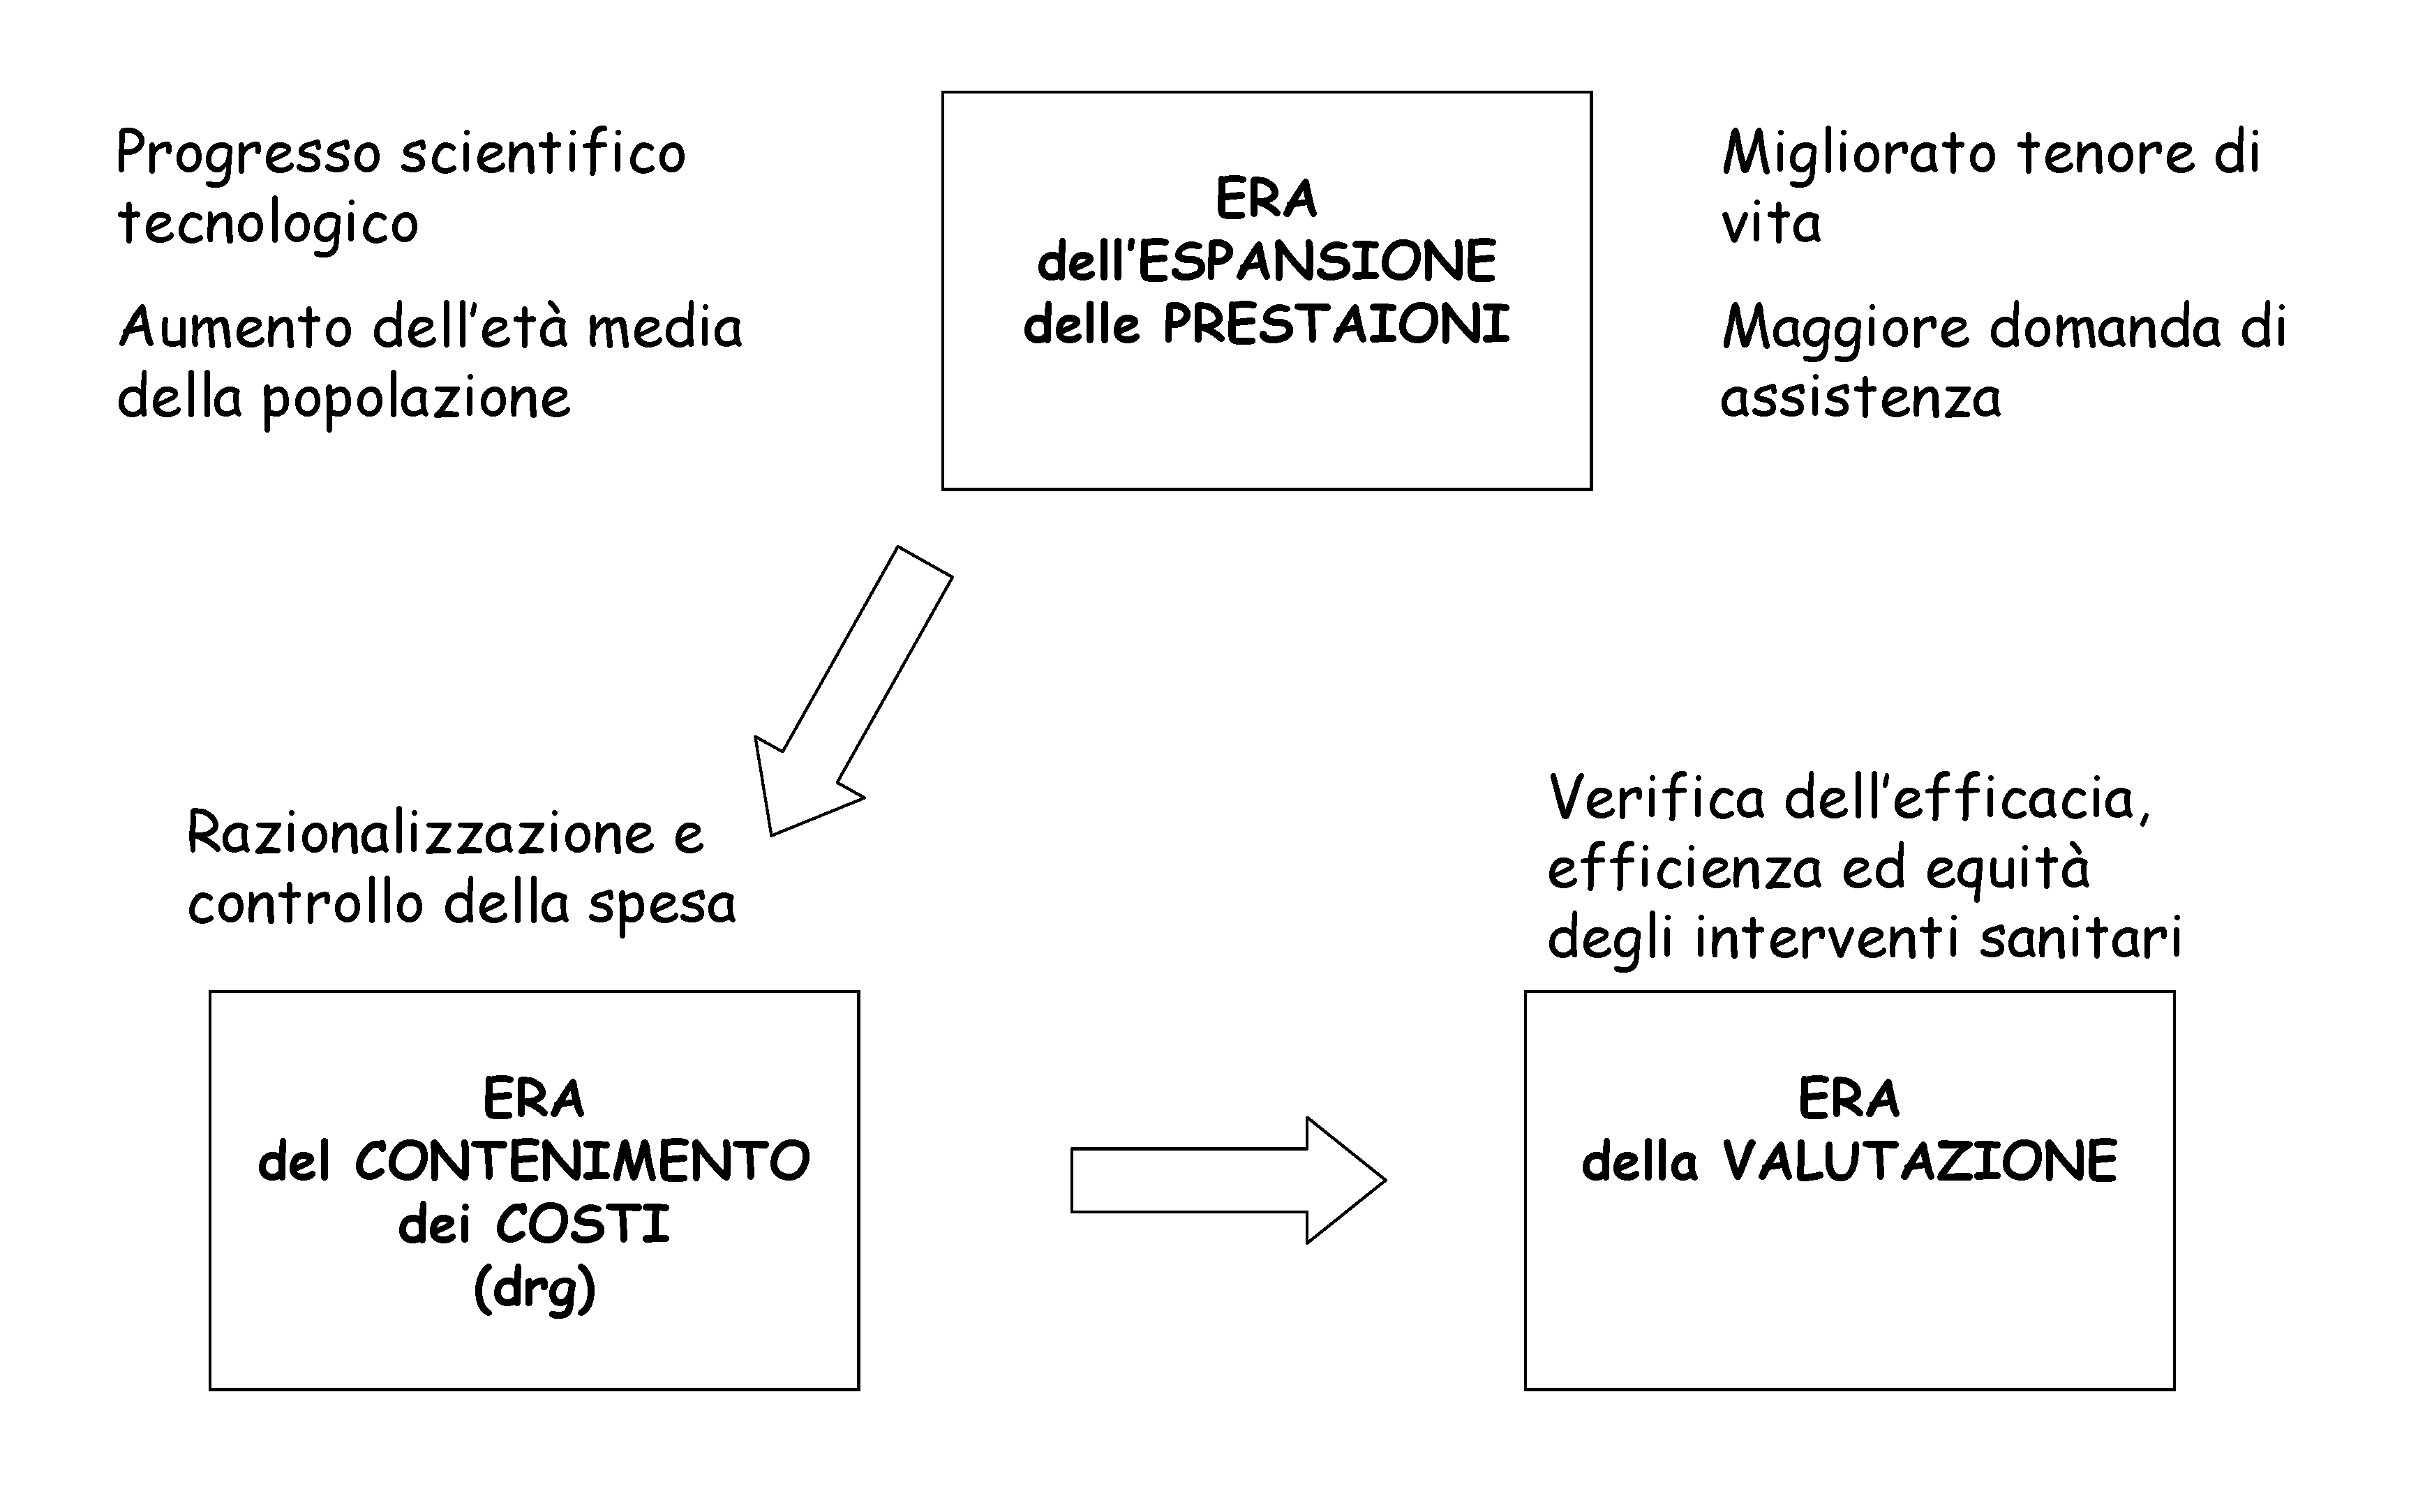 Progresso scientifico
tecnologico
Aumento dell'età media
della popolazione
ERA
dell'ESPANSIONE
delle PRESTAIONI
Migliorato tenore di
vita
Maggiore domanda di
assistenza
Razionalizzazione e
controllo della spesa
ERA
del CONTENIMENTO
dei COSTI
(drg)
Verifica dell'efficacia,
efficienza ed equità
degli interventi sanitari
ERA
della VALUTAZIONE